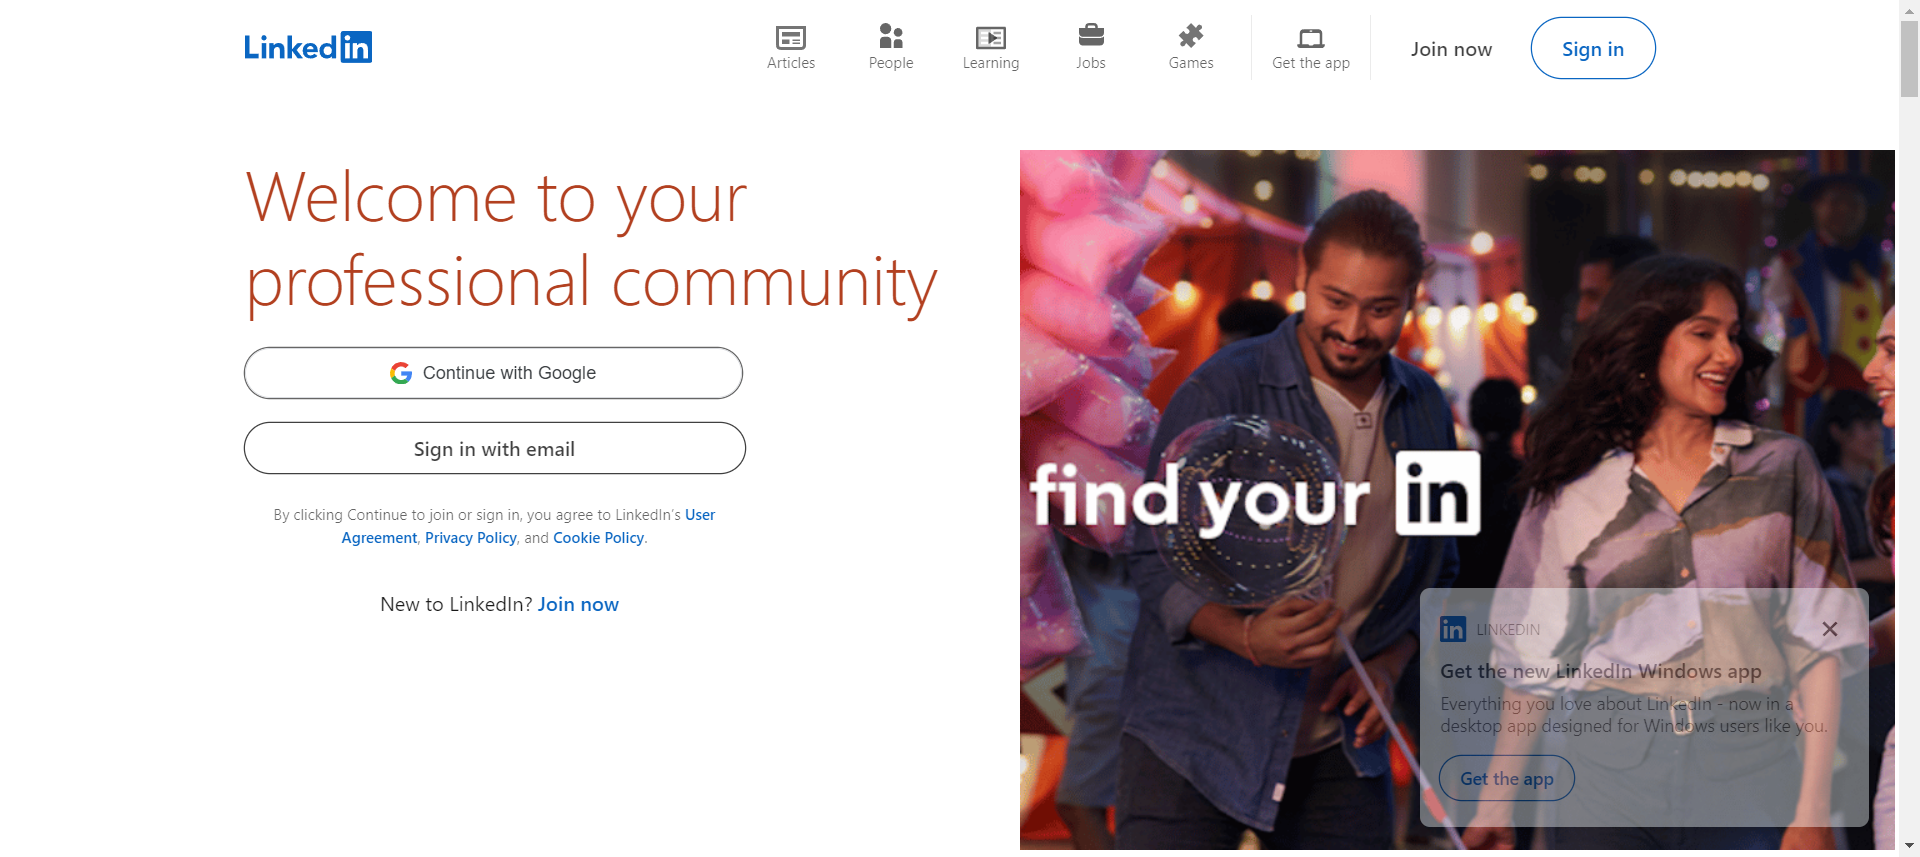 Linked in
Articles
People
Learning
Jobs
Games
Get the app
Join now
Sign in
Welcome to your
professional community
Continue with Google
Sign in with email
By clicking Continue to join or sign in, you agree to LinkedIn’s User
Agreement, Privacy Policy, and Cookie Policy.
New to LinkedIn? Join now
find your in
in LINKEDIN
Get the new LinkedIn Windows app
Everything you love about LinkedIn - now in a
desktop app designed for Windows users like you.
Get the app